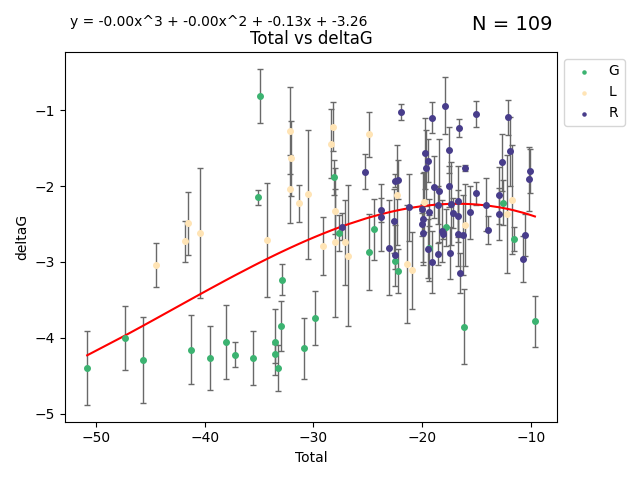 y = -0.00x^3 + -0.00x^2 + -0.13x + -3.26
N = 109
Total vs deltaG
G
L
R
−1
−2
−3
−4
−5
deltaG
−50 −40 −30 −20 −10
Total